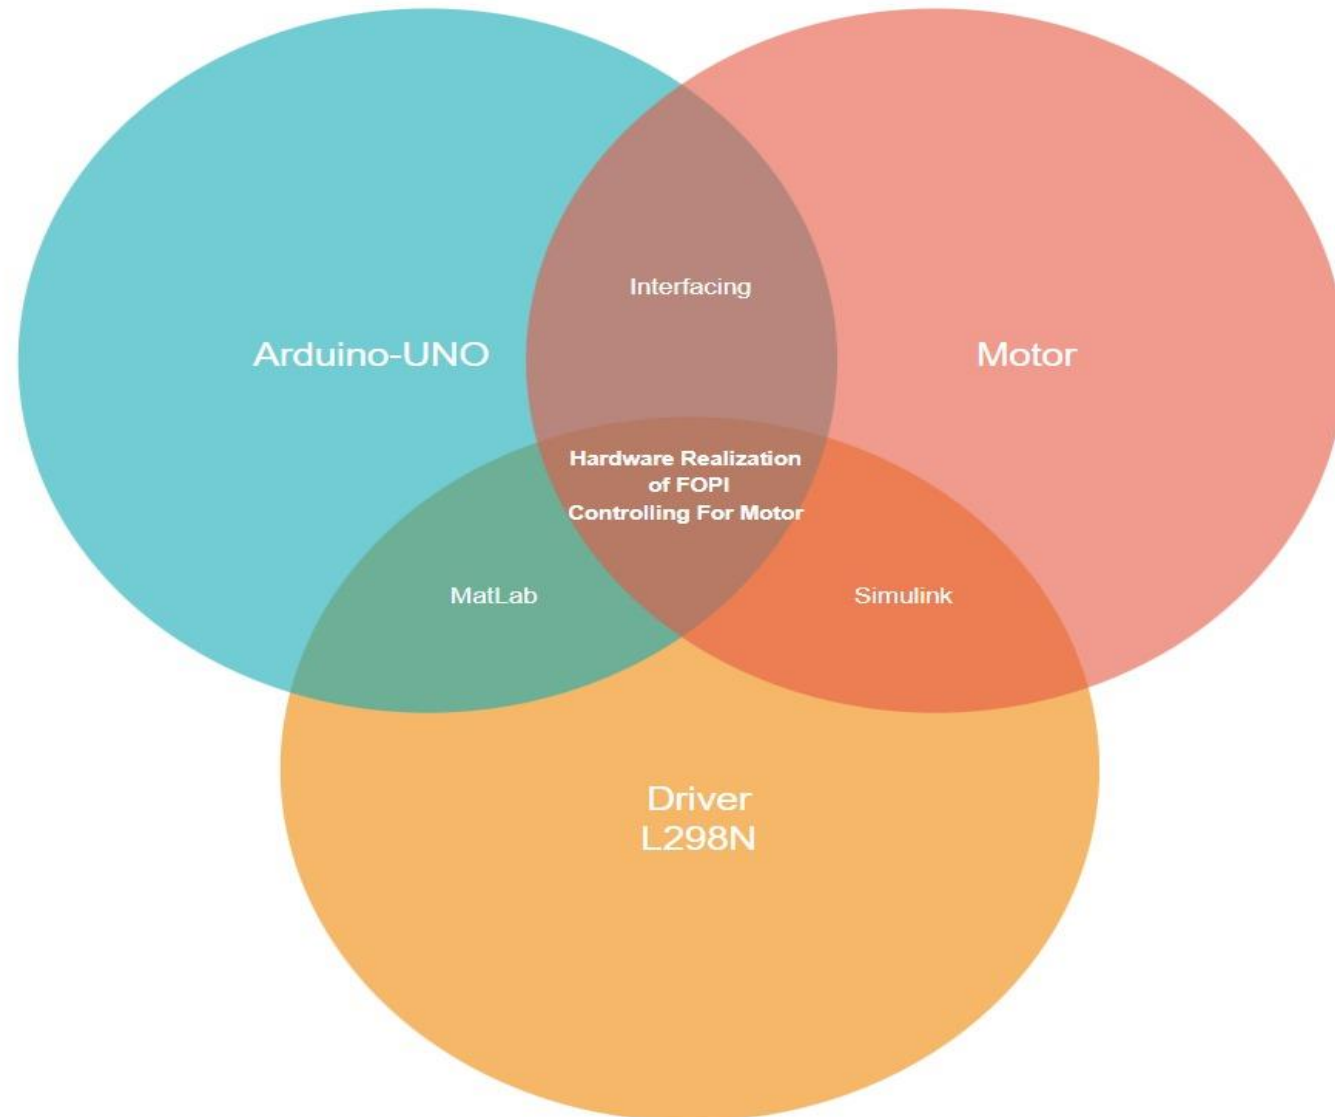 Interfacing
Arduino-UNO
Motor
Hardware Realization
of FOPI
Controlling For Motor
MatLab
Simulink
Driver
L298N